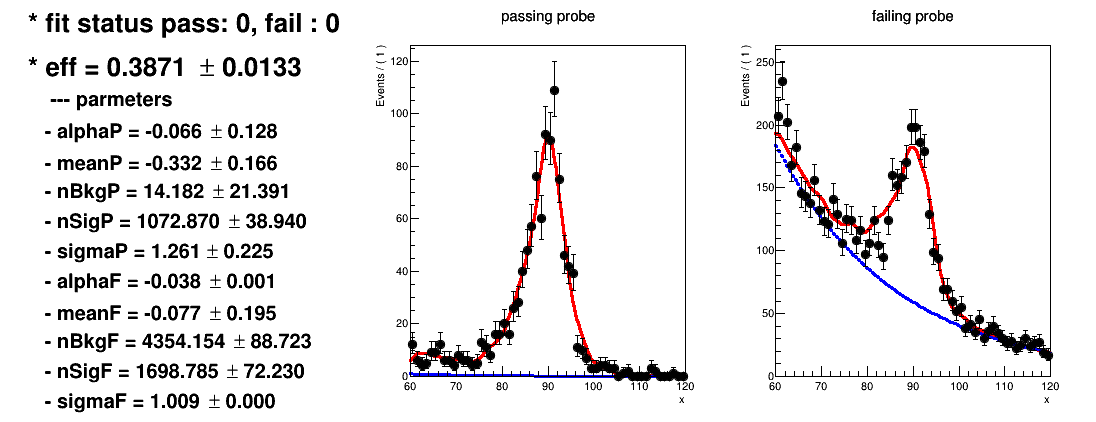 * fit status pass: 0, fail : 0
* eff = 0.3871 ± 0.0133
--- parmeters
- alphaP = -0.066 ± 0.128
- meanP = -0.332 ± 0.166
- nBkgP = 14.182 ± 21.391
- nSigP = 1072.870 ± 38.940
- sigmaP = 1.261 ± 0.225
- alphaF = -0.038 ± 0.001
- meanF = -0.077 ± 0.195
- nBkgF = 4354.154 ± 88.723
- nSigF = 1698.785 ± 72.230
- sigmaF = 1.009 ± 0.000
passing probe
Events / ( 1 )
120
100
80
60
40
20
0
60 70 80 90 100 110 120
x
failing probe
Events / ( 1 )
250
200
150
100
50
0
60 70 80 90 100 110 120
x